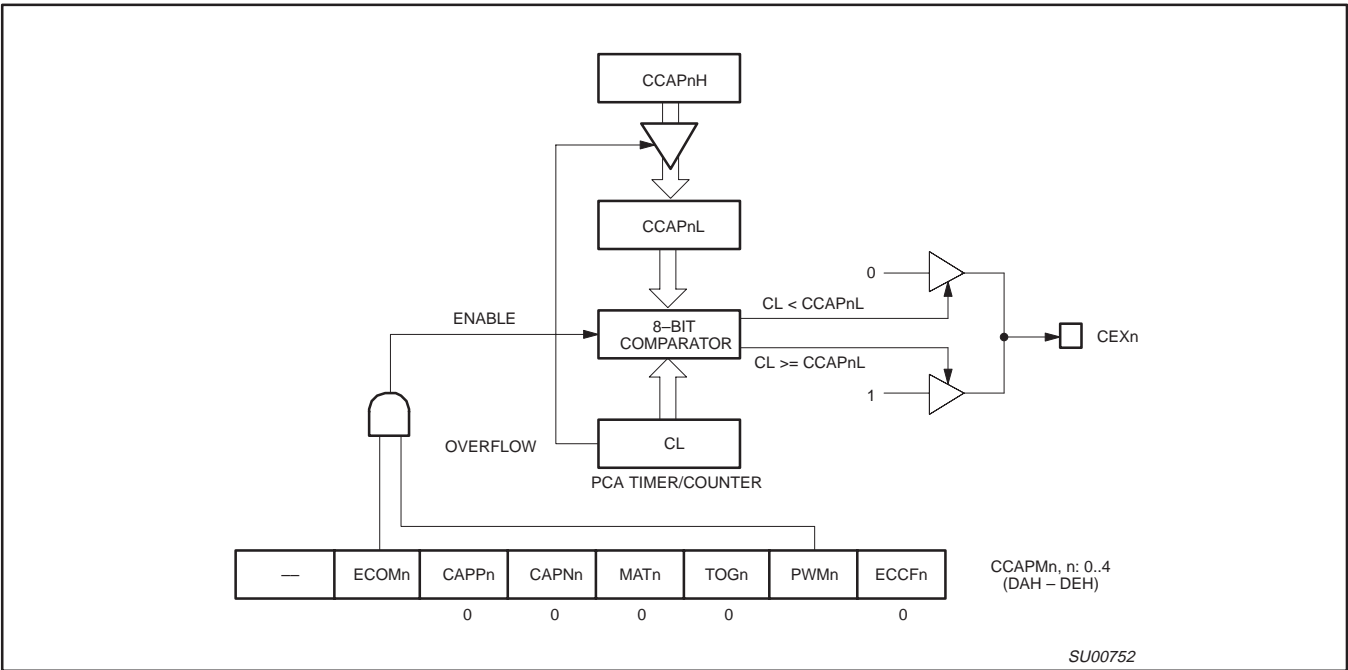 CCAPnH
CCAPnL
0
CL < CCAPnL
ENABLE
8–BIT
COMPARATOR
CEXn
CL >= CCAPnL
1
OVERFLOW
CL
PCA TIMER/COUNTER
— ECOMn CAPPn CAPNn MATn TOGn PWMn ECCFn
CCAPMn, n: 0..4
(DAH – DEH)
0 0 0 0 0
SU00752